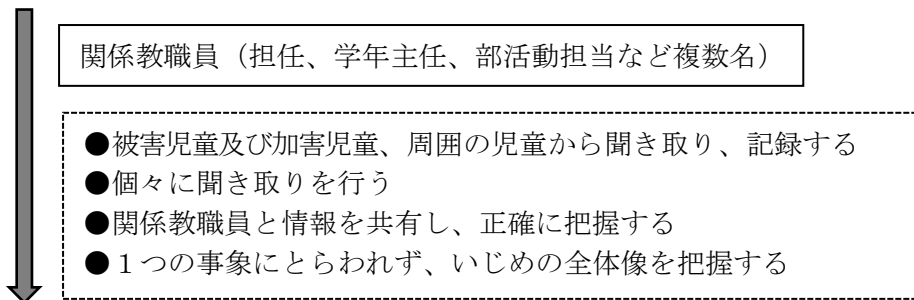 関係教職員（担任、学年主任、部活動担当など複数名）
●被害児童及び加害児童、周囲の児童から聞き取り、記録する
●個々に聞き取りを行う
●関係教職員と情報を共有し、正確に把握する
●１つの事象にとらわれず、いじめの全体像を把握する